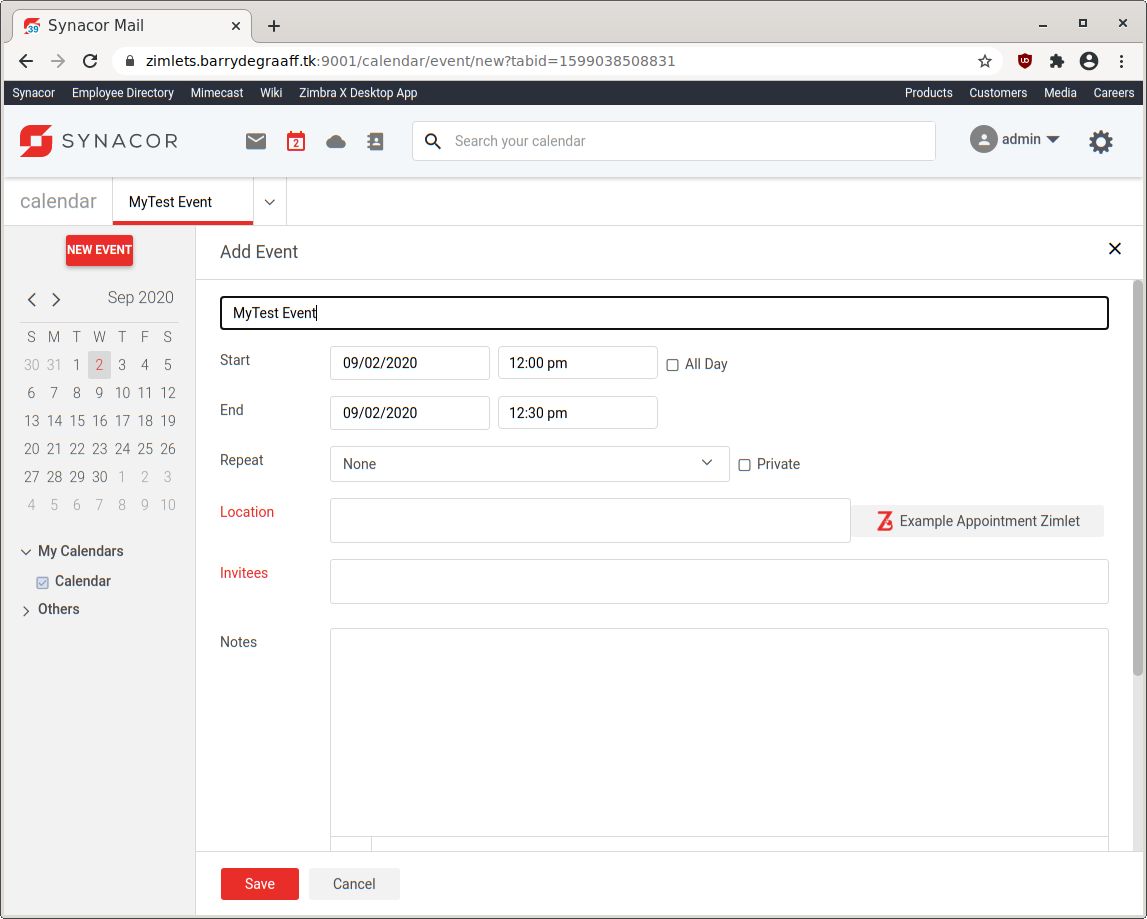 39 Synacor Mail
zimlets.barrydegraaff.tk:9001/calendar/event/new?tabid=1599038508831
Synacor Employee Directory Mimecast Wiki Zimbra X Desktop App Products Customers Media Careers
SYNACOR 2 Search your calendar admin
calendar MyTest Event
NEW EVENT
Sep 2020
S M T W T F S
30 31 1 2 3 4 5
6 7 8 9 10 11 12
13 14 15 16 17 18 19
20 21 22 23 24 25 26
27 28 29 30 1 2 3
4 5 6 7 8 9 10
My Calendars
Calendar
Others
Add Event
MyTest Event
Start 09/02/2020 12:00 pm All Day
End 09/02/2020 12:30 pm
Repeat None Private
Location Example Appointment Zimlet
Invitees
Notes
Save Cancel